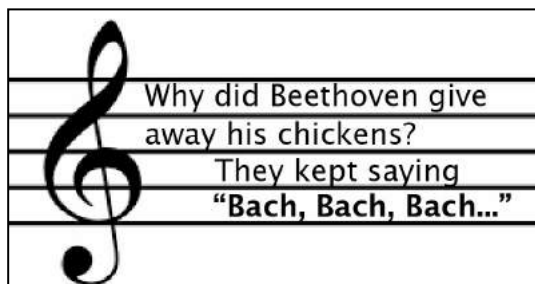 Why did Beethoven give
away his chickens?
They kept saying
“Bach, Bach, Bach...”